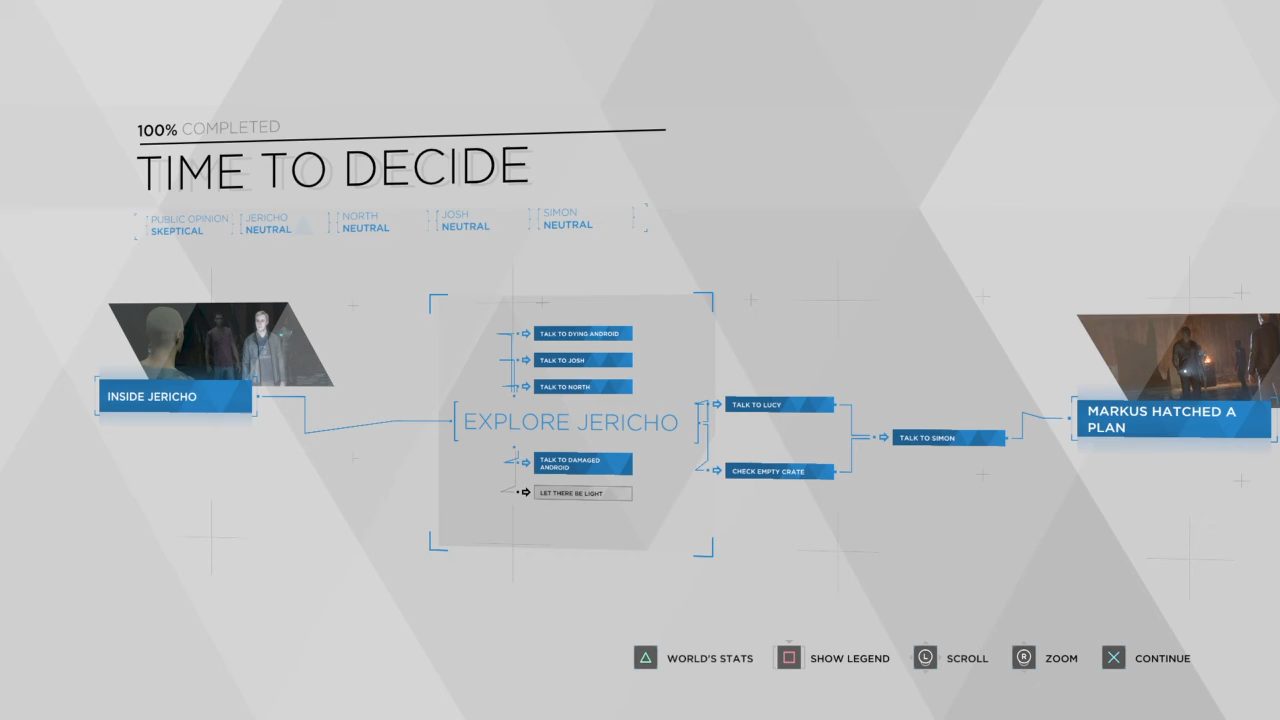 100% COMPLETED
TIME TO DECIDE
PUBLIC OPINION
SKEPTICAL
JERICHO
NEUTRAL
NORTH
NEUTRAL
JOSH
NEUTRAL
SIMON
NEUTRAL
INSIDE JERICHO
TALK TO DYING ANDROID
TALK TO JOSH
TALK TO NORTH
EXPLORE JERICHO
TALK TO DAMAGED
ANDROID
LET THERE BE LIGHT
TALK TO LUCY
CHECK EMPTY CRATE
TALK TO SIMON
MARKUS HATCHED A
PLAN
WORLD'S STATS
SHOW LEGEND
L
SCROLL
R
ZOOM
CONTINUE